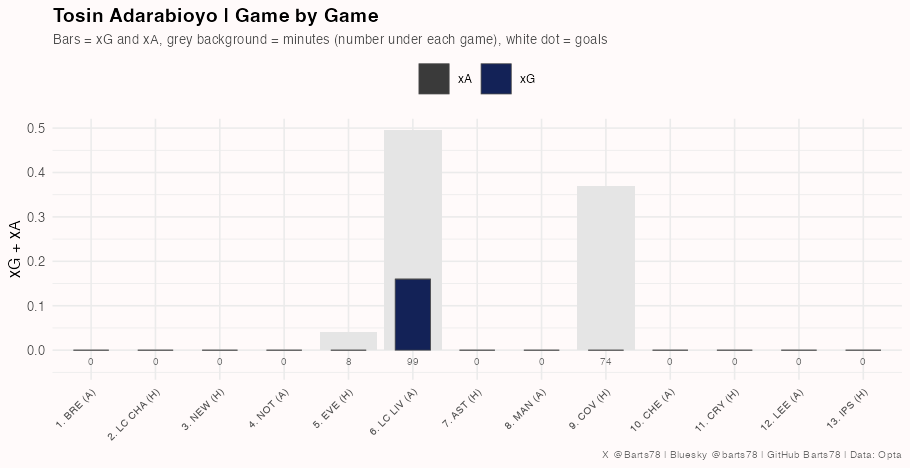 Tosin Adarabioyo | Game by Game
Bars = xG and xA, grey background = minutes (number under each game), white dot = goals
xA xG
xG + xA
0.5
0.4
0.3
0.2
0.1
0.0
0 0 0 0 8 99 0 0 74 0 0 0 0
1. BRE (A)
2. LC CHA (H)
3. NEW (H)
4. NOT (A)
5. EVE (H)
6. LC LIV (A)
7. AST (H)
8. MAN (A)
9. COV (H)
10. CHE (A)
11. CRY (H)
12. LEE (A)
13. IPS (H)
X @Barts78 | Bluesky @barts78 | GitHub Barts78 | Data: Opta